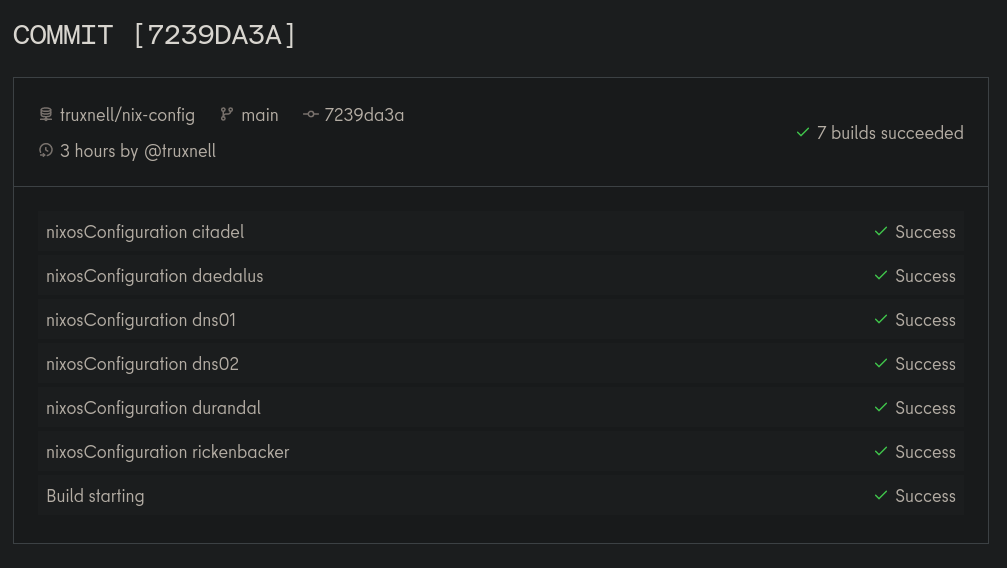 COMMIT [7239DA3A]
truxnell/nix-config main 7239da3a
3 hours by @truxnell
7 builds succeeded
nixosConfiguration citadel Success
nixosConfiguration daedalus Success
nixosConfiguration dns01 Success
nixosConfiguration dns02 Success
nixosConfiguration durandal Success
nixosConfiguration rickenbacker Success
Build starting Success